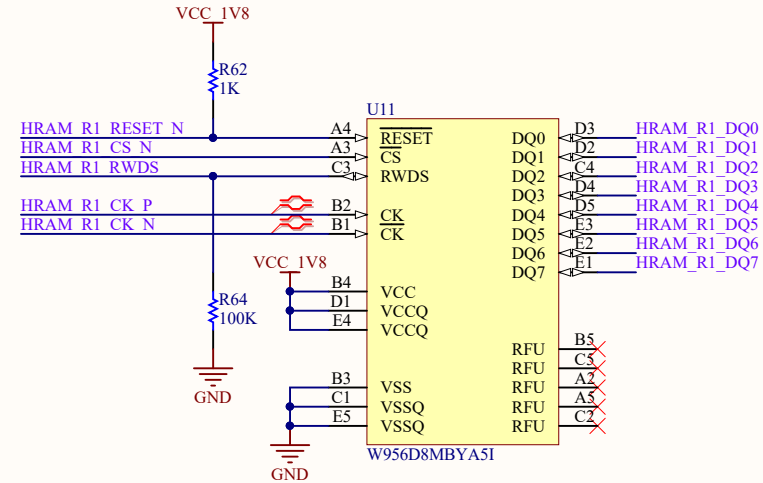 VCC_1V8
R62
1K
U11
HRAM_R1_RESET_N A4 RESET DQ0 D3 HRAM_R1_DQ0
HRAM_R1_CS_N A3 CS DQ1 D2 HRAM_R1_DQ1
HRAM_R1_RWDS C3 RWDS DQ2 C4 HRAM_R1_DQ2
DQ3 D4 HRAM_R1_DQ3
HRAM_R1_CK_P B2 CK DQ4 D5 HRAM_R1_DQ4
HRAM_R1_CK_N B1 CK DQ5 E3 HRAM_R1_DQ5
DQ6 E2 HRAM_R1_DQ6
VCC_1V8 DQ7 E1 HRAM_R1_DQ7
B4 VCC
R64 D1 VCCQ
100K E4 VCCQ
RFU B5
RFU C5
B3 VSS RFU A2
GND C1 VSSQ RFU A5
E5 VSSQ RFU C2
W956D8MBYA5I
GND